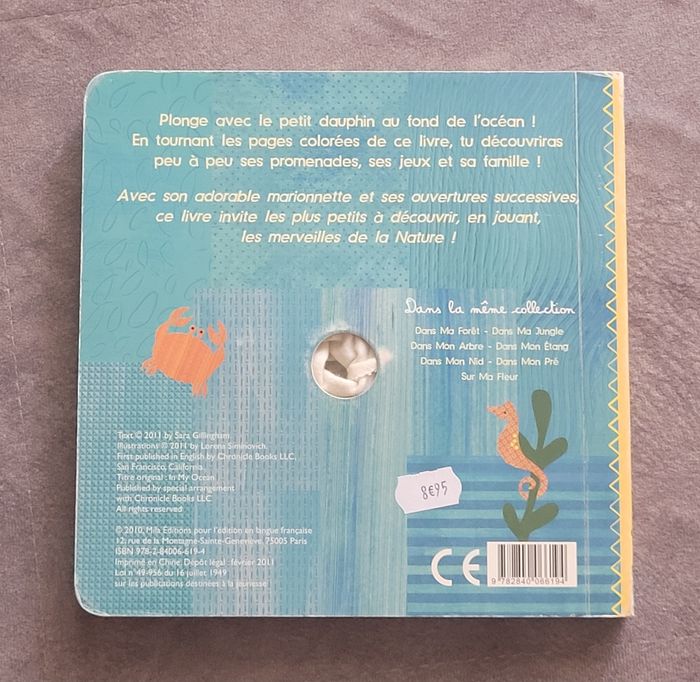 Plonge avec le petit dauphin au fond de l'océan !
En tournant les pages colorées de ce livre, tu découvriras
peu à peu ses promenades, ses jeux et sa famille !
Avec son adorable marionnette et ses ouvertures successives,
ce livre invite les plus petits à découvrir, en jouant,
les merveilles de la Nature !
Dans la même collection
Dans Ma Forêt - Dans Ma Jungle
Dans Mon Arbre - Dans Mon Étang
Dans Mon Nid - Dans Mon Pré
Sur Ma Fleur
Text © 2011 by Sara Gillingham
Illustrations © 2011 by Lorena Siminovich.
First published in English by Chronicle Books LLC,
San Francisco, California.
Titre original : In My Ocean
Published by special arrangement
with Chronicle Books LLC
All rights reserved
© 2010, Mila Éditions pour l'édition en langue française
12, rue de la Montagne-Sainte-Geneviève, 75005 Paris
ISBN 978-2-84006-619-4
Imprimé en Chine, Dépôt légal : février 2011
Loi n° 49-956 du 16 juillet 1949
sur les publications destinées à la jeunesse
8€95
CE
9 782840 066194